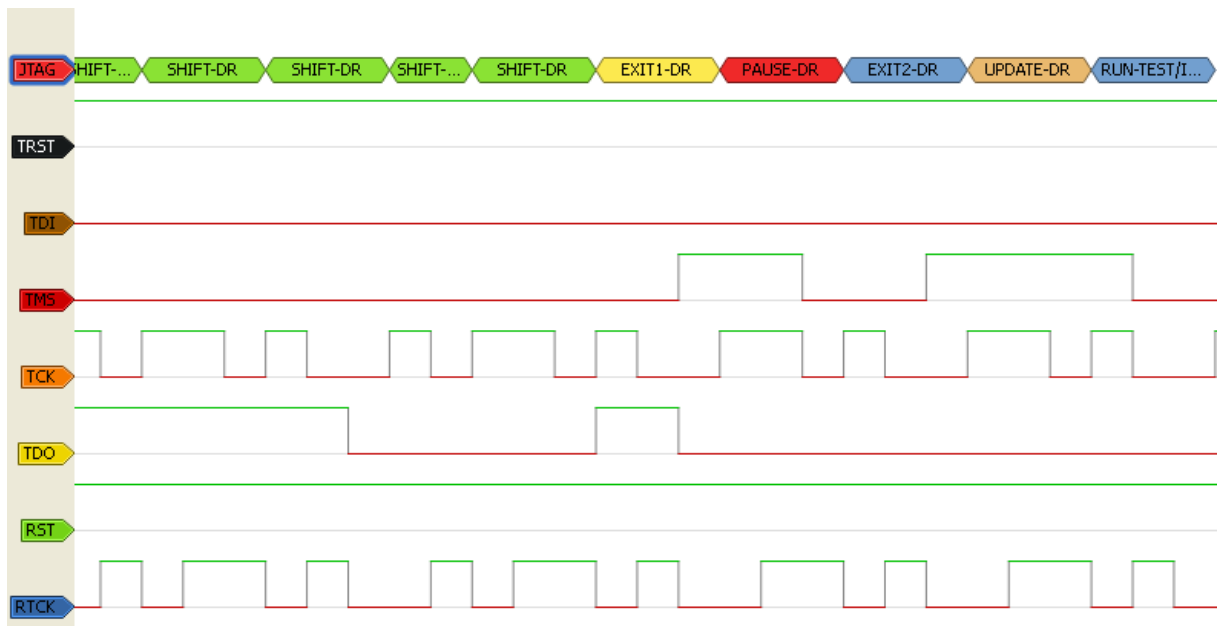 JTAG HIFT-... SHIFT-DR SHIFT-DR SHIFT-... SHIFT-DR EXIT1-DR PAUSE-DR EXIT2-DR UPDATE-DR RUN-TEST/I...
TRST
TDI
TMS
TCK
TDO
RST
RTCK